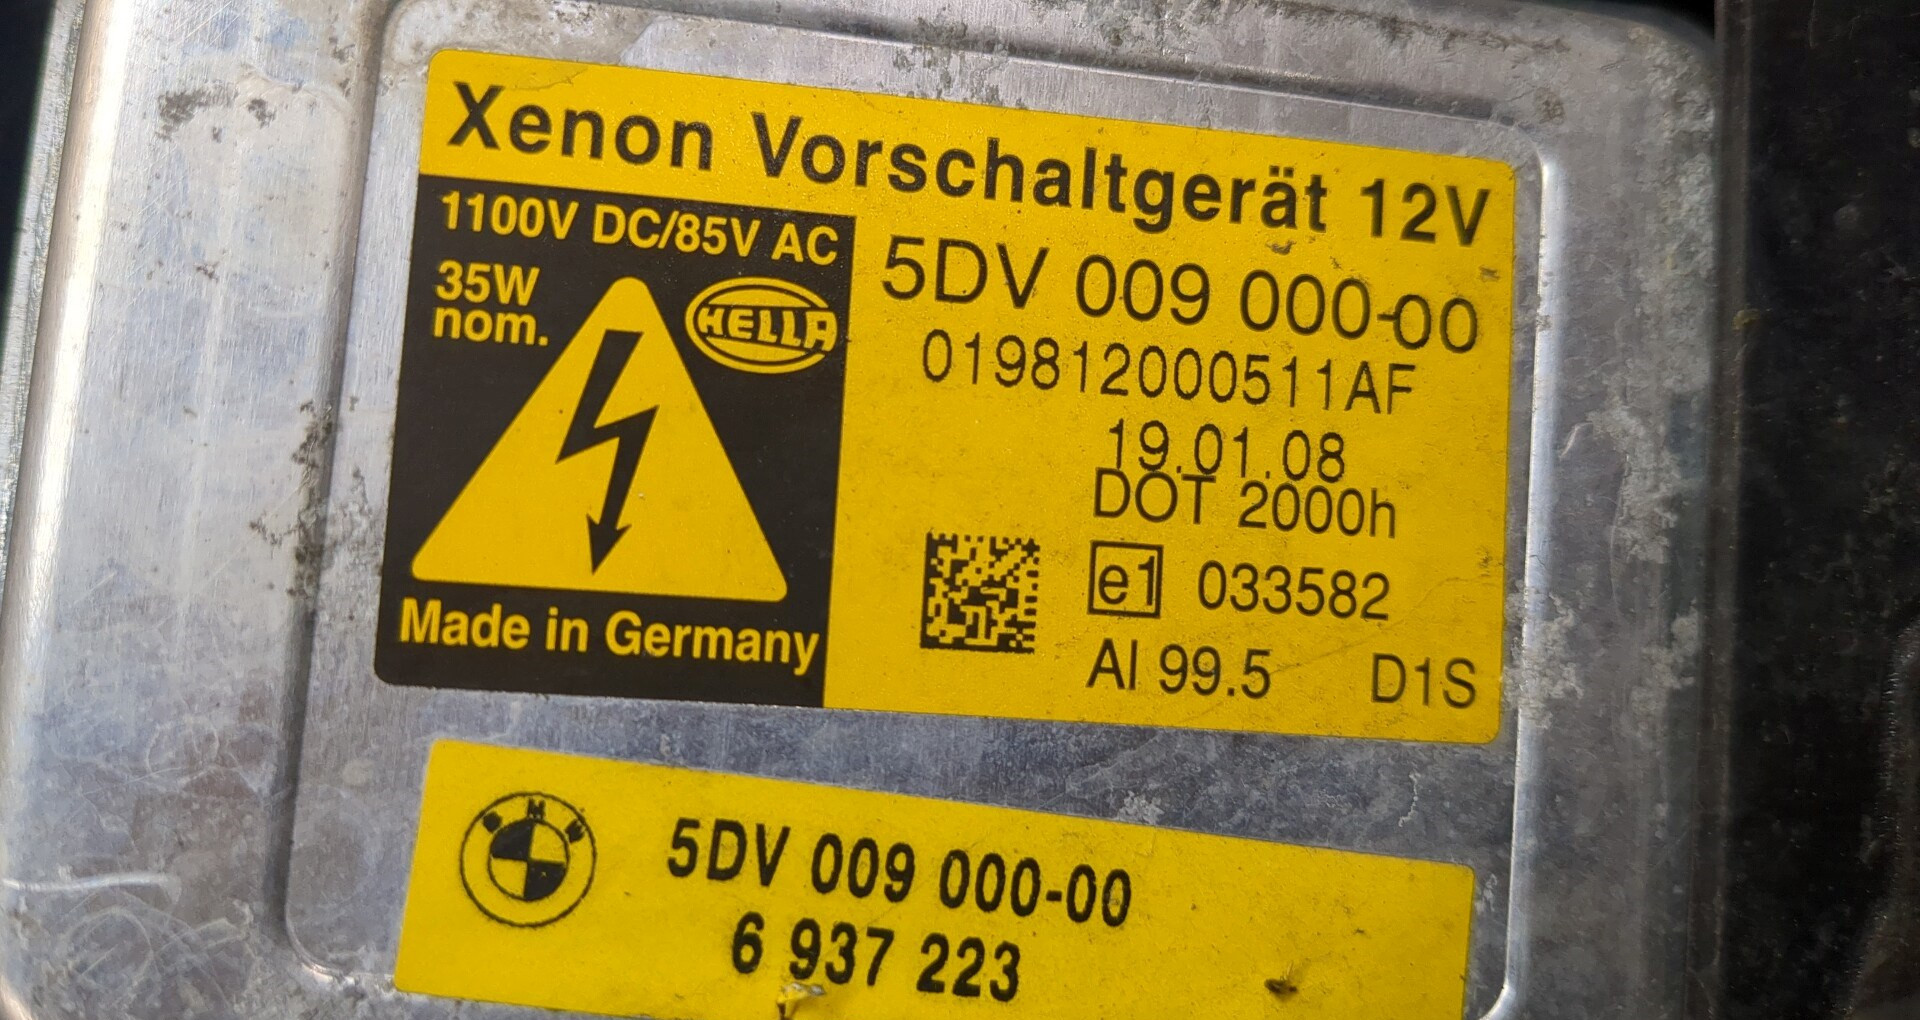 Xenon Vorschaltgerät 12V
1100V DC/85V AC
35W
nom.
HELLA
Made in Germany
5DV 009 000-00
019812000511AF
19.01.08
DOT 2000h
e1 033582
Al 99.5 D1S
BMW
5DV 009 000-00
6 937 223